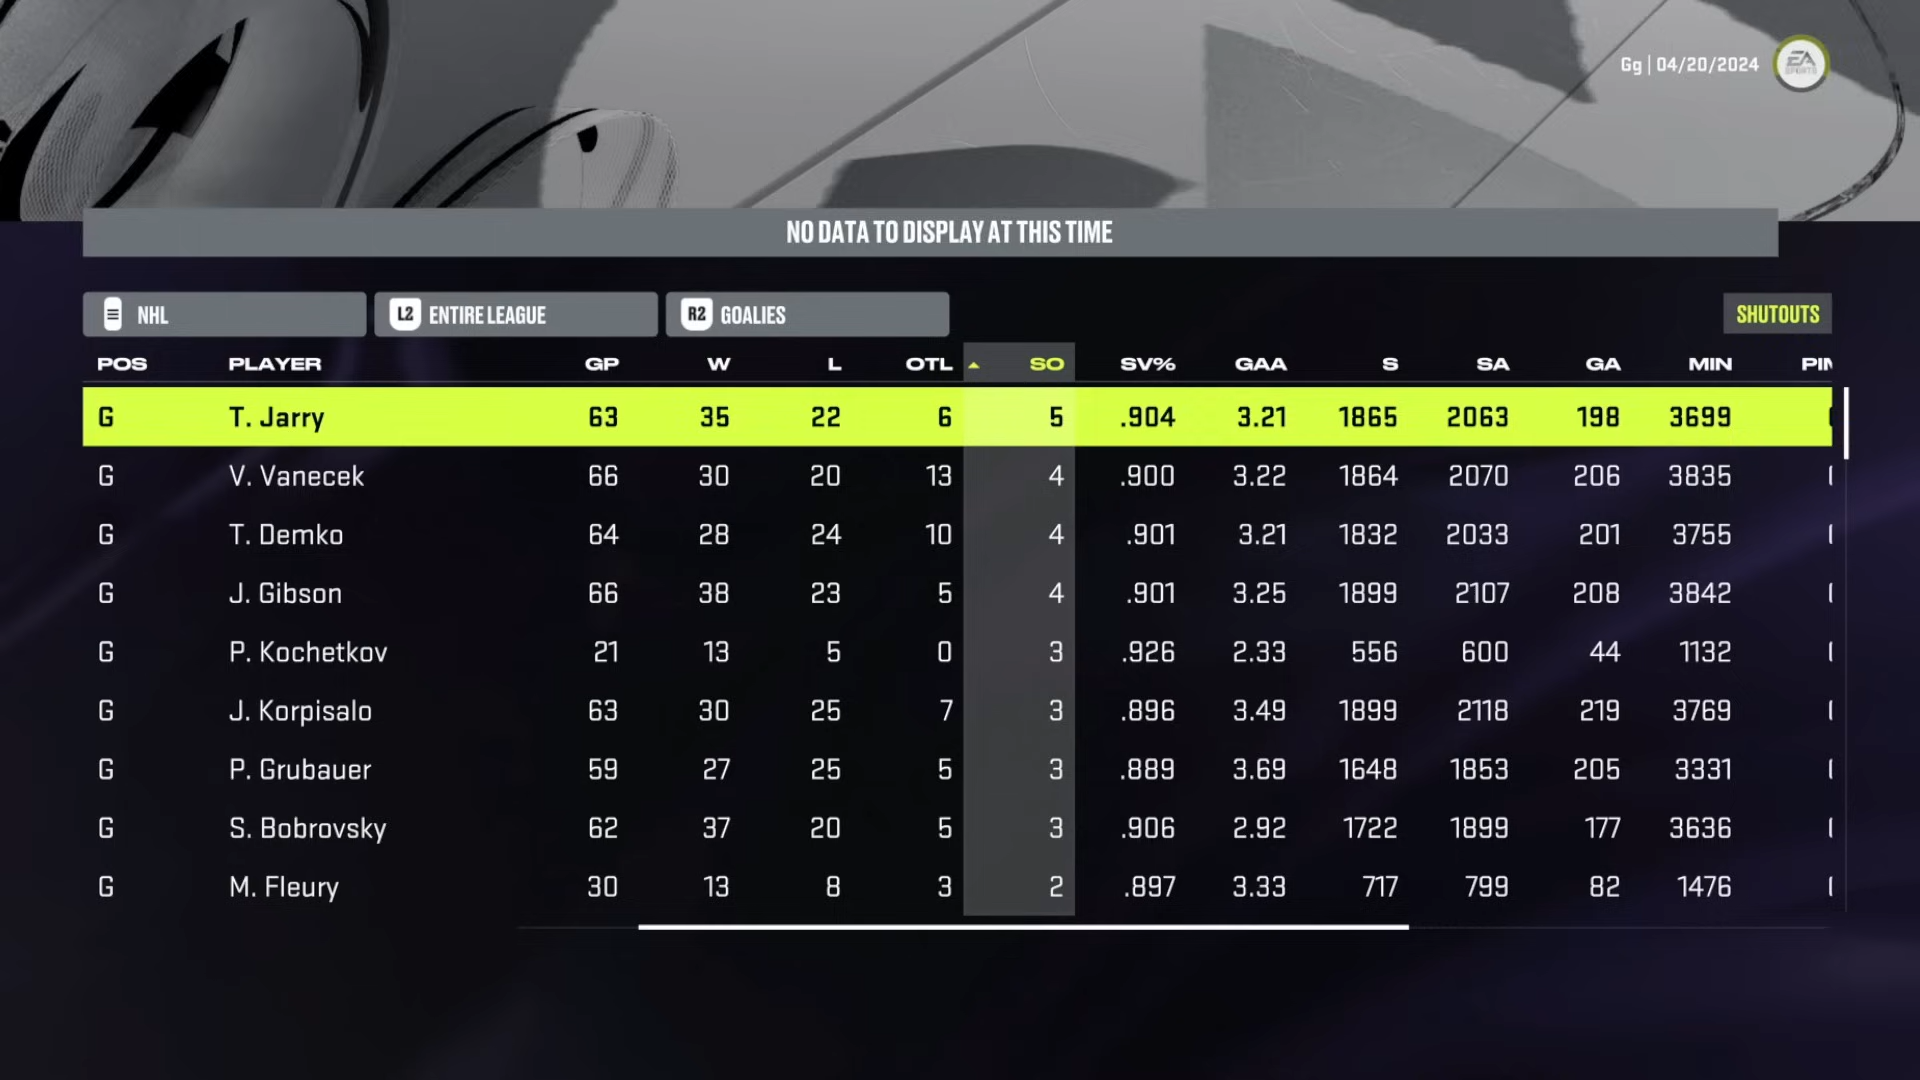 Gg | 04/20/2024 EA SPORTS
NO DATA TO DISPLAY AT THIS TIME
NHL L2 ENTIRE LEAGUE R2 GOALIES SHUTOUTS
POS PLAYER GP W L OTL SO SV% GAA S SA GA MIN
G T. Jarry 63 35 22 6 5 .904 3.21 1865 2063 198 3699
G V. Vanecek 66 30 20 13 4 .900 3.22 1864 2070 206 3835
G T. Demko 64 28 24 10 4 .901 3.21 1832 2033 201 3755
G J. Gibson 66 38 23 5 4 .901 3.25 1899 2107 208 3842
G P. Kochetkov 21 13 5 0 3 .926 2.33 556 600 44 1132
G J. Korpisalo 63 30 25 7 3 .896 3.49 1899 2118 219 3769
G P. Grubauer 59 27 25 5 3 .889 3.69 1648 1853 205 3331
G S. Bobrovsky 62 37 20 5 3 .906 2.92 1722 1899 177 3636
G M. Fleury 30 13 8 3 2 .897 3.33 717 799 82 1476